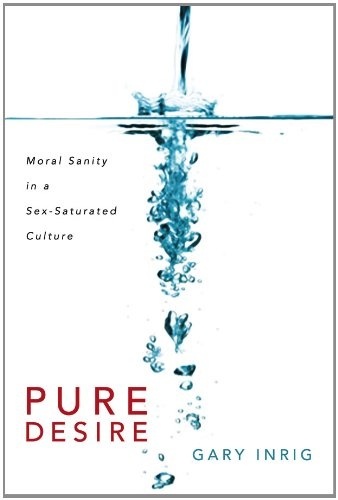 Moral Sanity
in a
Sex-Saturated
Culture
PURE
DESIRE
GARY INRIG